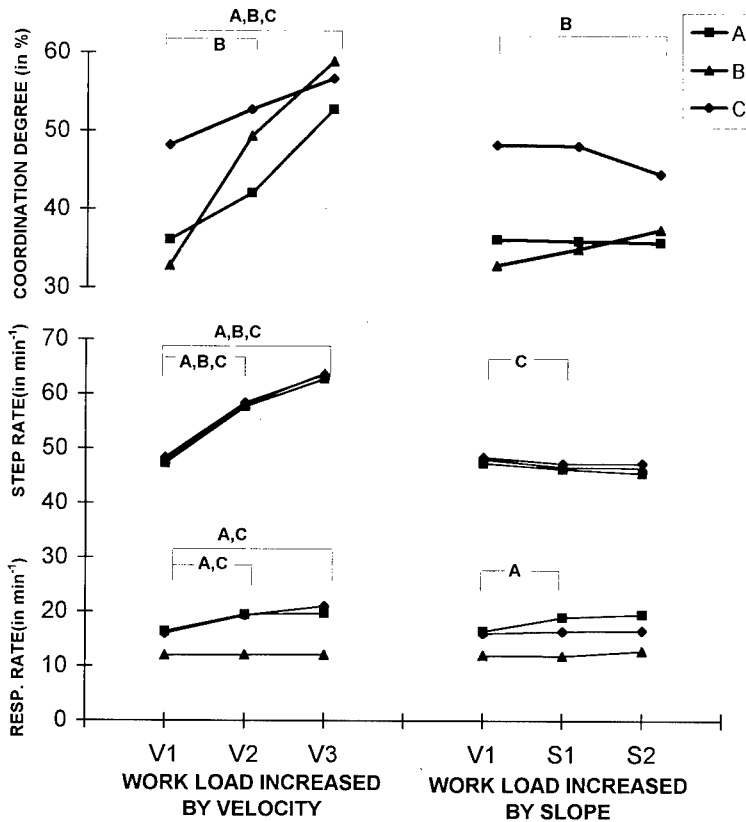 A,B,C
B
B
A
B
C
COORDINATION DEGREE (in %)
60
50
40
30
A,B,C
A,B,C
C
STEP RATE(in min-1)
70
60
50
40
A,C
A,C
A
RESP. RATE(in min-1)
30
20
10
0
V1 V2 V3 V1 S1 S2
WORK LOAD INCREASED WORK LOAD INCREASED
BY VELOCITY BY SLOPE